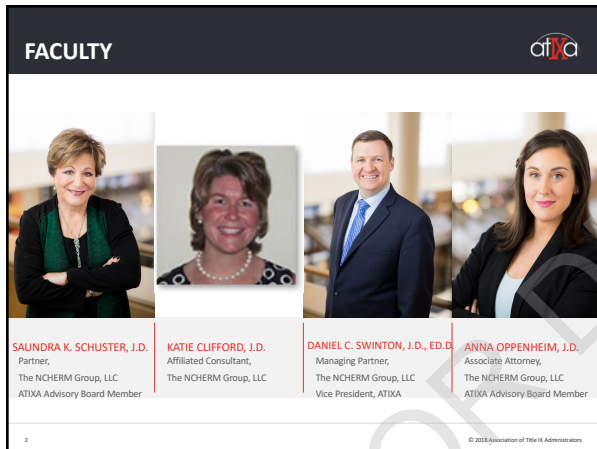 FACULTY
atIXa
SAUNDRA K. SCHUSTER, J.D.
Partner,
The NCHERM Group, LLC
ATIXA Advisory Board Member
KATIE CLIFFORD, J.D.
Affiliated Consultant,
The NCHERM Group, LLC
DANIEL C. SWINTON, J.D., ED.D.
Managing Partner,
The NCHERM Group, LLC
Vice President, ATIXA
ANNA OPPENHEIM, J.D.
Associate Attorney,
The NCHERM Group, LLC
ATIXA Advisory Board Member
2
© 2018 Association of Title IX Administrators